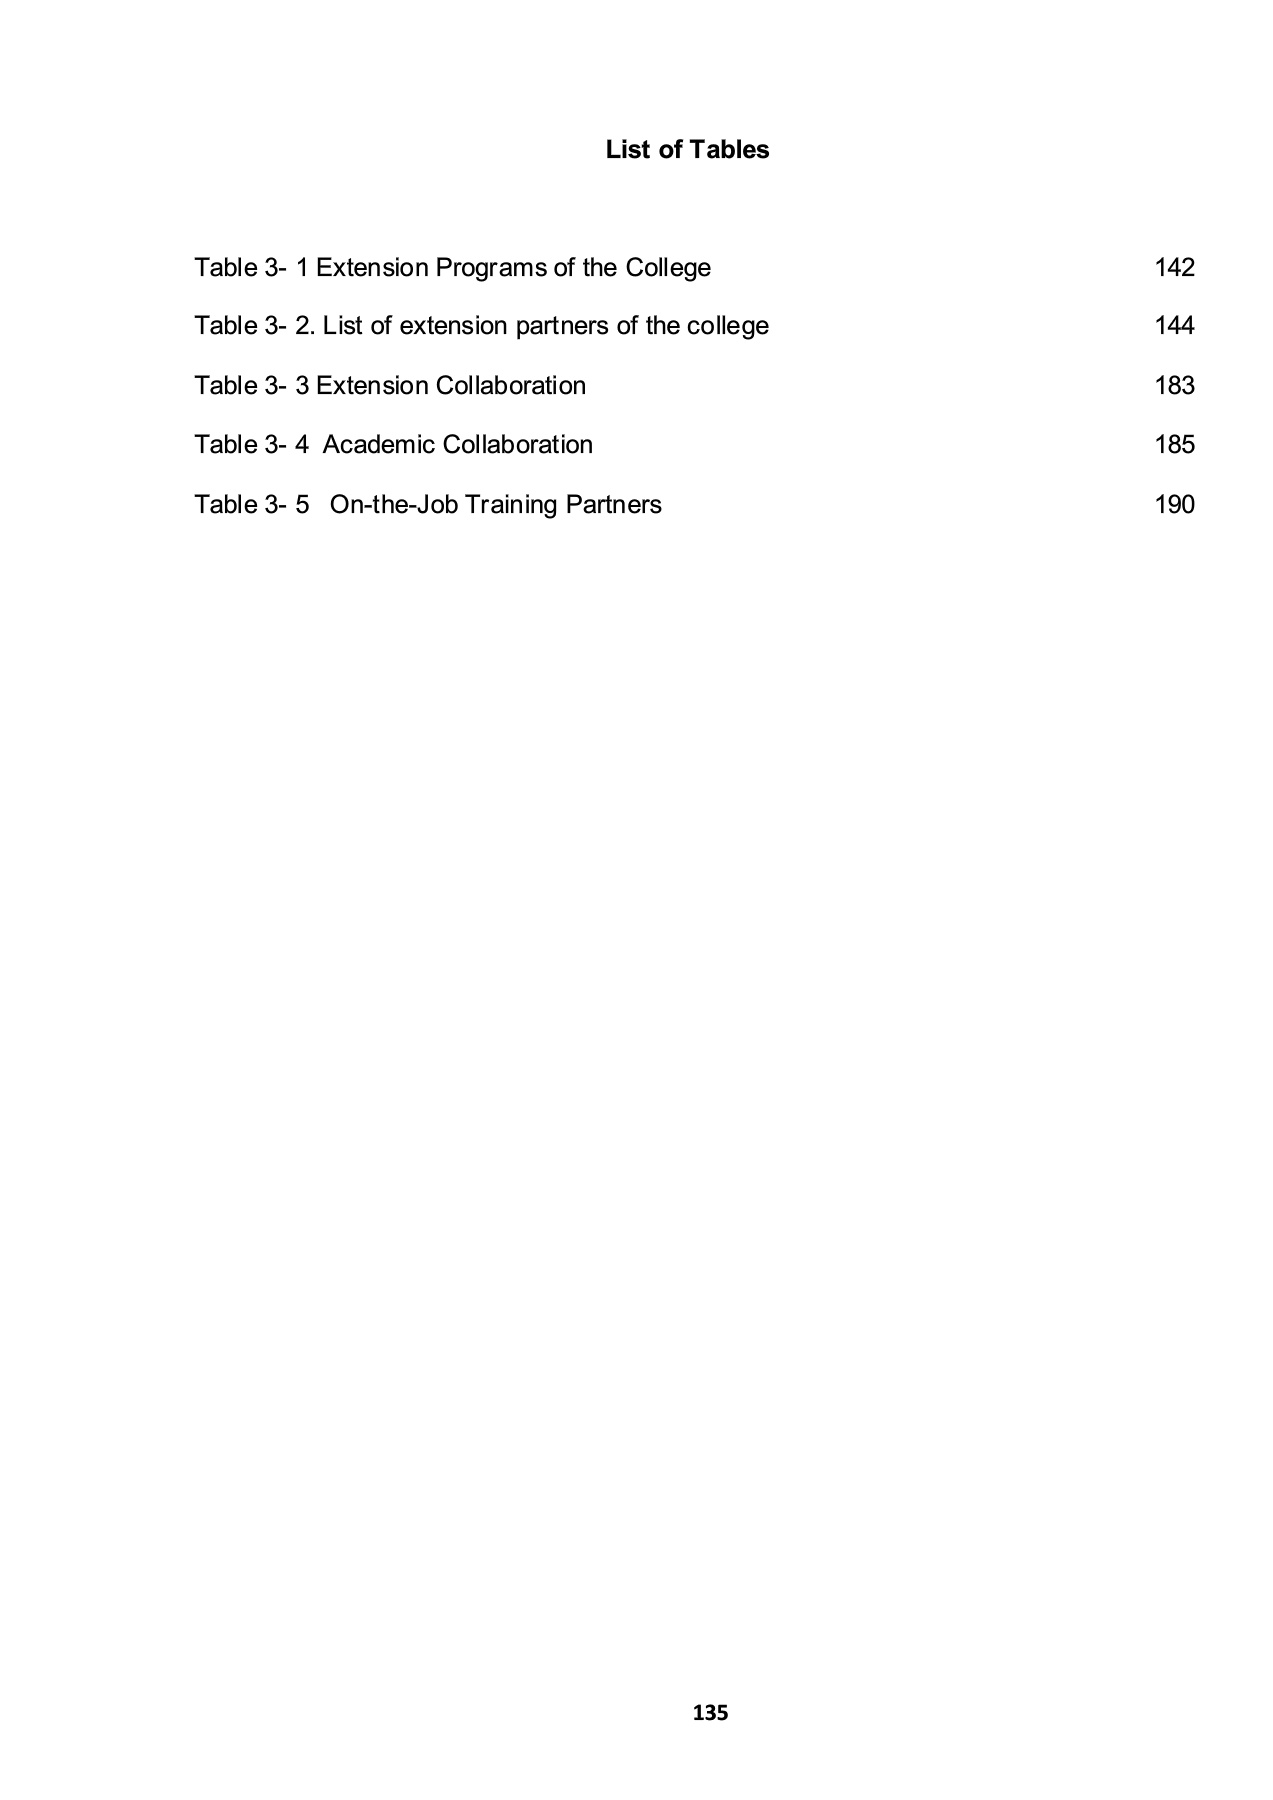 List of Tables
Table 3- 1 Extension Programs of the College 142
Table 3- 2. List of extension partners of the college 144
Table 3- 3 Extension Collaboration 183
Table 3- 4 Academic Collaboration 185
Table 3- 5 On-the-Job Training Partners 190
135